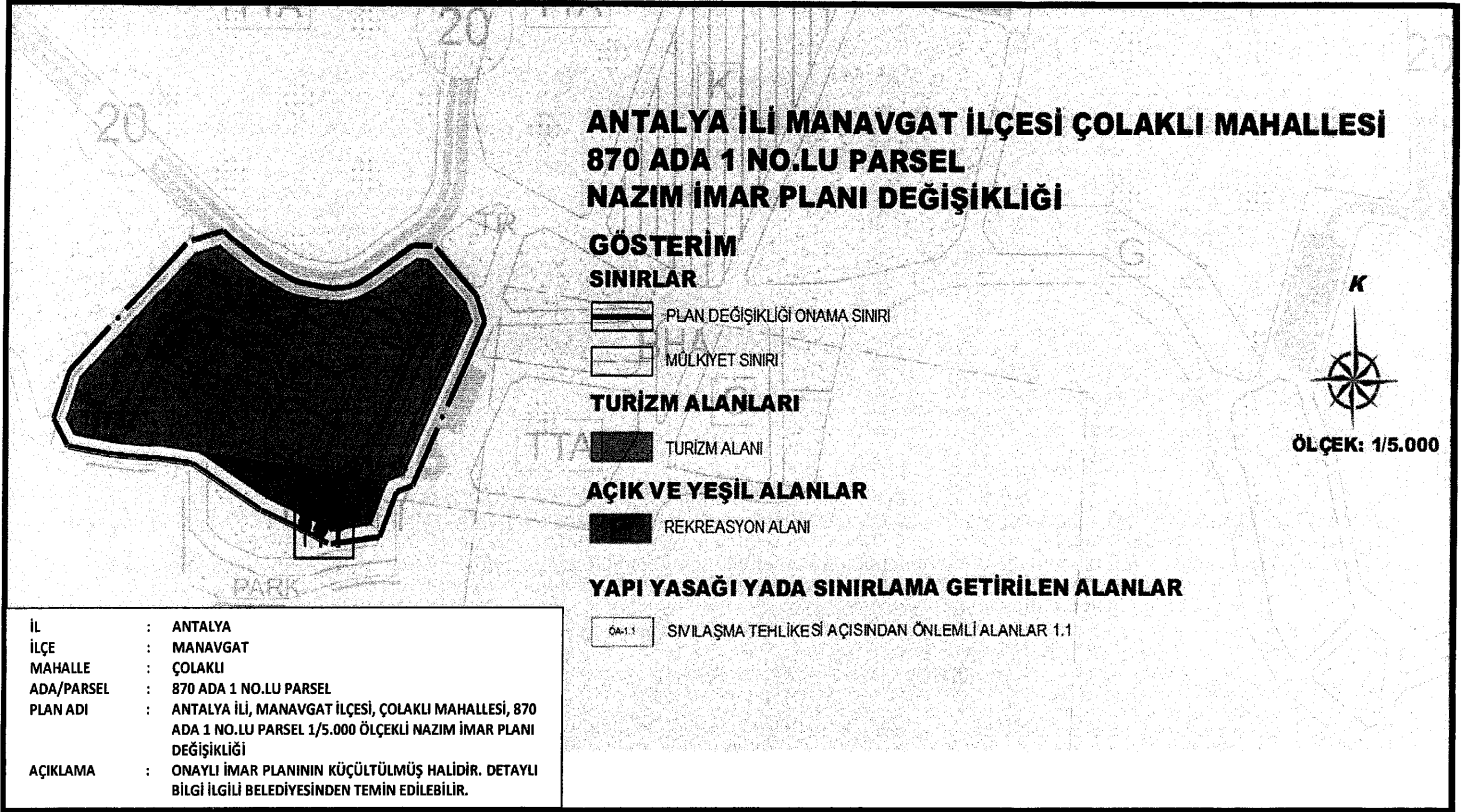 20
20
K
ANTALYA İLİ MANAVGAT İLÇESİ ÇOLAKLI MAHALLESİ
870 ADA 1 NO.LU PARSEL
NAZIM İMAR PLANI DEĞİŞİKLİĞİ
TR
G
GÖSTERİM
SINIRLAR
PLAN DEĞİŞİKLİĞİ ONAMA SINIRI
MÜLKİYET SINIRI
TURİZM ALANLARI
TTA
TURİZM ALANI
AÇIK VE YEŞİL ALANLAR
REKREASYON ALANI
YAPI YASAĞI YADA SINIRLAMA GETİRİLEN ALANLAR
ÖA-1.1
SIVILAŞMA TEHLİKESİ AÇISINDAN ÖNLEMLİ ALANLAR 1.1
K
ÖLÇEK: 1/5.000
PARK
İL : ANTALYA
İLÇE : MANAVGAT
MAHALLE : ÇOLAKLI
ADA/PARSEL : 870 ADA 1 NO.LU PARSEL
PLAN ADI : ANTALYA İLİ, MANAVGAT İLÇESİ, ÇOLAKLI MAHALLESİ, 870
ADA 1 NO.LU PARSEL 1/5.000 ÖLÇEKLİ NAZIM İMAR PLANI
DEĞİŞİKLİĞİ
AÇIKLAMA : ONAYLI İMAR PLANININ KÜÇÜLTÜLMÜŞ HALİDİR. DETAYLI
BİLGİ İLGİLİ BELEDİYESİNDEN TEMİN EDİLEBİLİR.